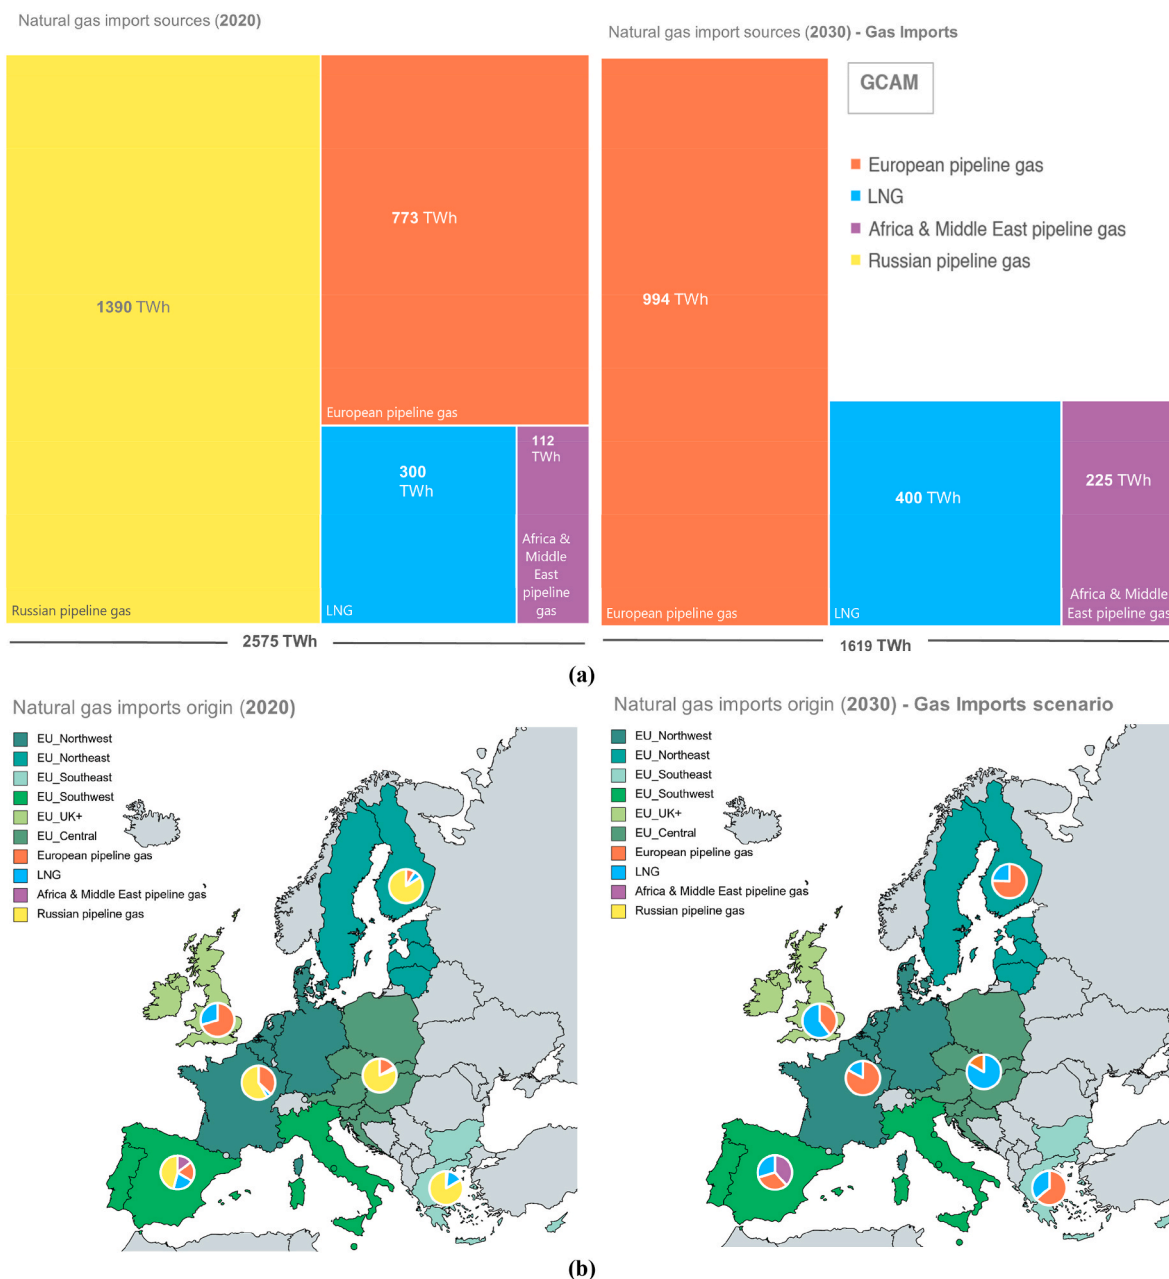 Natural gas import sources (2020)
1390 TWh
Russian pipeline gas
773 TWh
European pipeline gas
300
TWh
LNG
112
TWh
Africa &
Middle
East
pipeline
gas
2575 TWh
Natural gas import sources (2030) - Gas Imports
GCAM
European pipeline gas
LNG
Africa & Middle East pipeline gas
Russian pipeline gas
994 TWh
European pipeline gas
400 TWh
LNG
225 TWh
Africa & Middle
East pipeline gas
1619 TWh
(a)
Natural gas imports origin (2020)
EU_Northwest
EU_Northeast
EU_Southeast
EU_Southwest
EU_UK+
EU_Central
European pipeline gas
LNG
Africa & Middle East pipeline gas
Russian pipeline gas
Natural gas imports origin (2030) - Gas Imports scenario
EU_Northwest
EU_Northeast
EU_Southeast
EU_Southwest
EU_UK+
EU_Central
European pipeline gas
LNG
Africa & Middle East pipeline gas
Russian pipeline gas
(b)